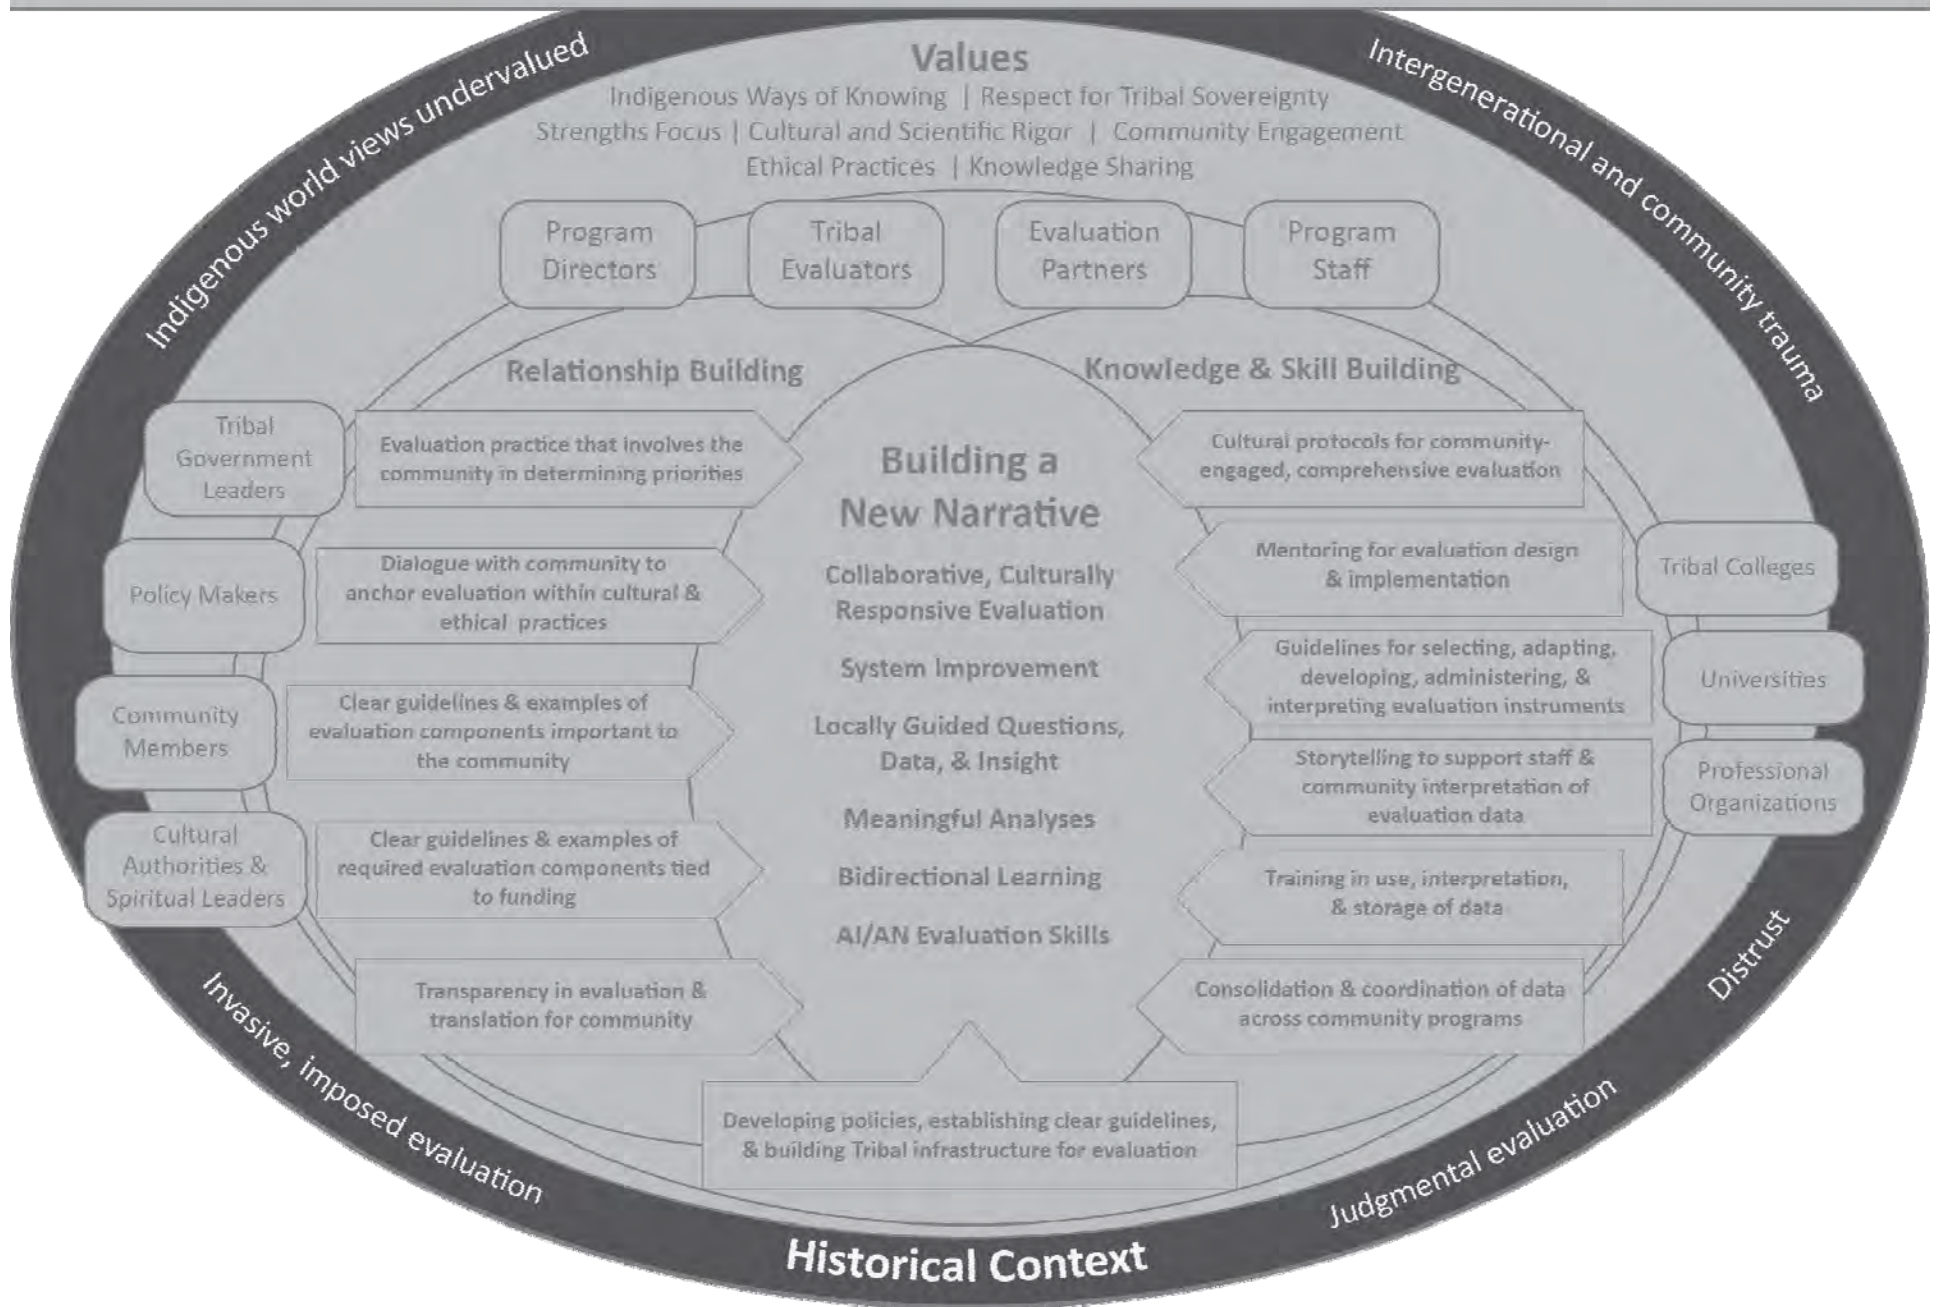 Values
Indigenous Ways of Knowing | Respect for Tribal Sovereignty
Strengths Focus | Cultural and Scientific Rigor | Community Engagement
Ethical Practices | Knowledge Sharing
Indigenous world views undervalued
Intergenerational and community trauma
Program
Directors
Tribal
Evaluators
Evaluation
Partners
Program
Staff
Relationship Building
Tribal
Government
Leaders
Policy Makers
Community
Members
Cultural
Authorities &
Spiritual Leaders
Evaluation practice that involves the
community in determining priorities
Dialogue with community to
anchor evaluation within cultural &
ethical practices
Clear guidelines & examples of
evaluation components important to
the community
Clear guidelines & examples of
required evaluation components tied
to funding
Transparency in evaluation &
translation for community
Building a
New Narrative
Collaborative, Culturally
Responsive Evaluation
System Improvement
Locally Guided Questions,
Data, & Insight
Meaningful Analyses
Bidirectional Learning
AI/AN Evaluation Skills
Knowledge & Skill Building
Cultural protocols for community-
engaged, comprehensive evaluation
Mentoring for evaluation design
& implementation
Guidelines for selecting, adapting,
developing, administering, &
interpreting evaluation instruments
Storytelling to support staff &
community interpretation of
evaluation data
Training in use, interpretation,
& storage of data
Consolidation & coordination of data
across community programs
Tribal Colleges
Universities
Professional
Organizations
Developing policies, establishing clear guidelines,
& building Tribal infrastructure for evaluation
Invasive, imposed evaluation
Historical Context
Judgmental evaluation
Distrust